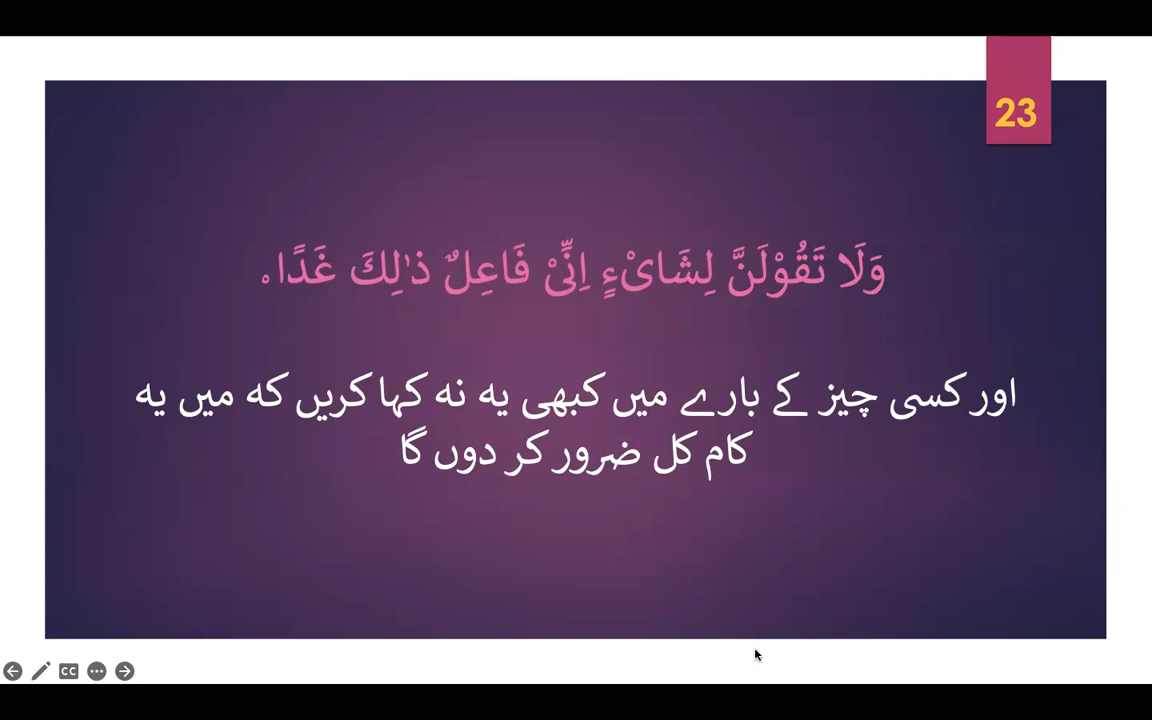 23
وَلَا تَقُوْلَنَّ لِشَایْءٍ اِنِّیْ فَاعِلٌ ذٰلِكَ غَدًا ۙ
اور کسی چیز کے بارے میں کبھی یہ نہ کہا کریں کہ میں یہ
کام کل ضرور کر دوں گا
CC